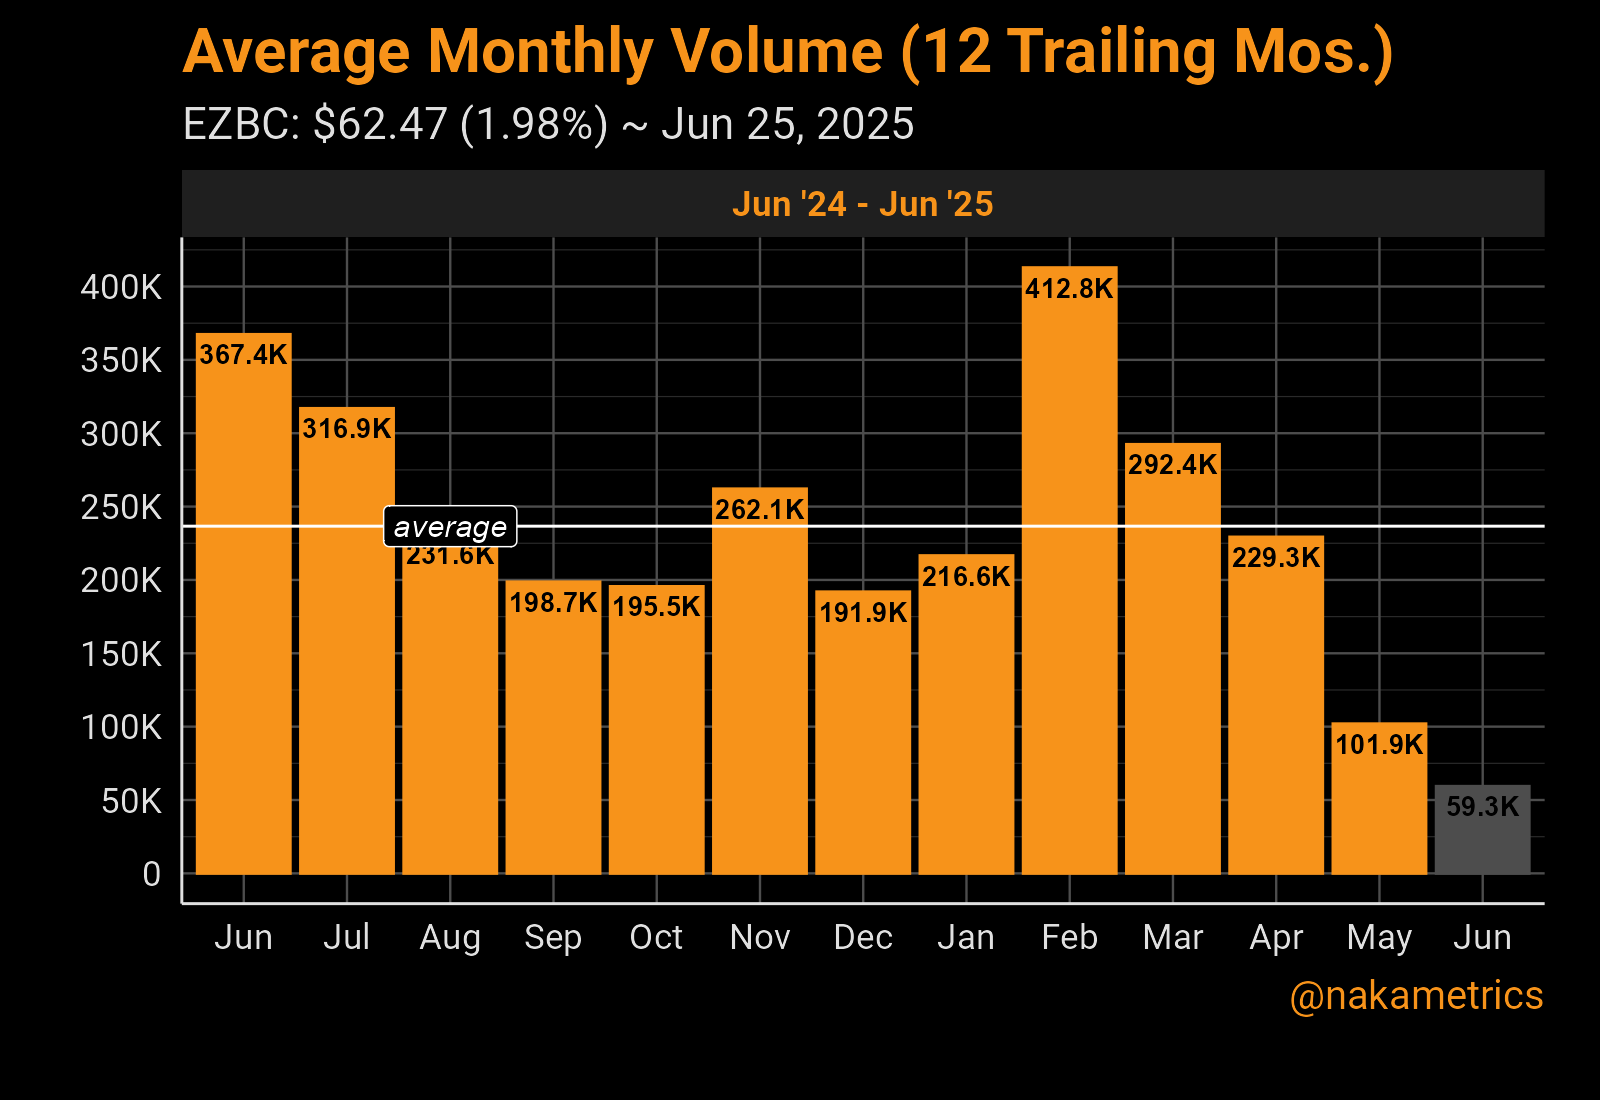 Average Monthly Volume (12 Trailing Mos.)
EZBC: $62.47 (1.98%) ~ Jun 25, 2025
Jun '24 - Jun '25
400K
350K
300K
250K
200K
150K
100K
50K
0
367.4K
316.9K
231.6K
198.7K
195.5K
262.1K
191.9K
216.6K
412.8K
292.4K
229.3K
101.9K
59.3K
average
Jun Jul Aug Sep Oct Nov Dec Jan Feb Mar Apr May Jun
@nakametrics